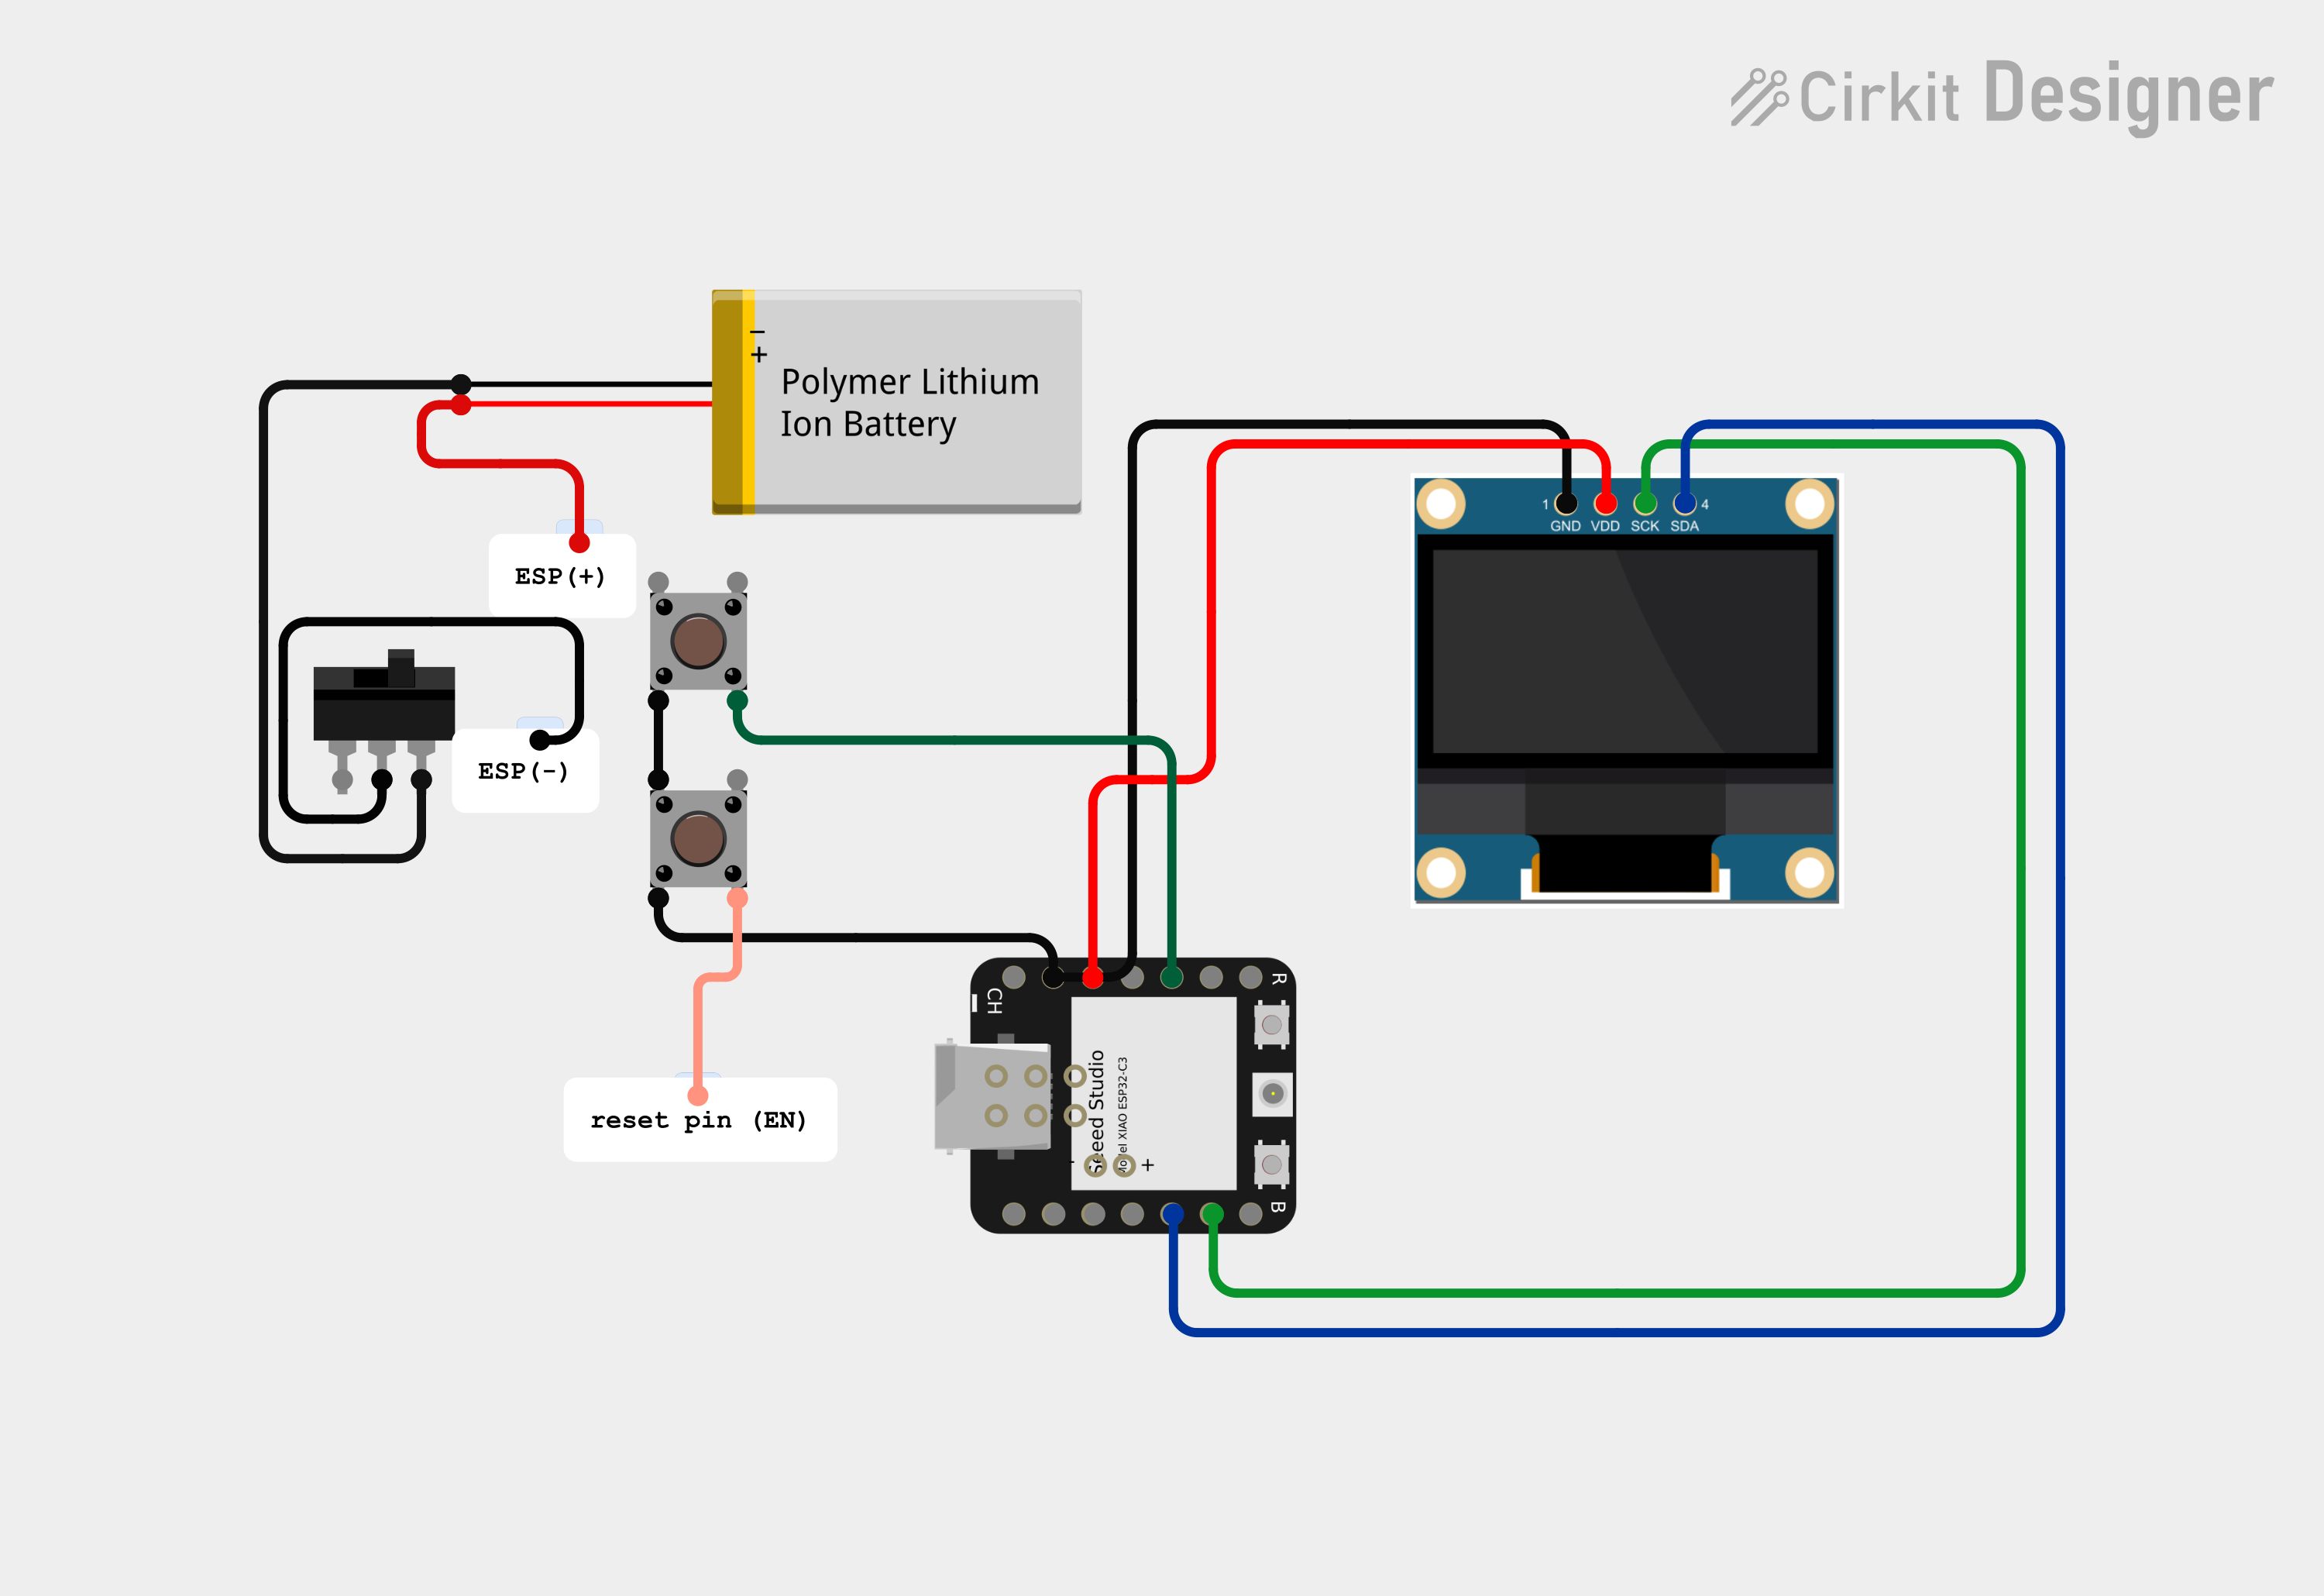 Cirkit Designer
−
+
Polymer Lithium
Ion Battery
ESP(+)
1 4
GND VDD SCK SDA
ESP(-)
R
CH
Seeed Studio
Model XIAO ESP32-C3
- +
reset pin (EN)
B